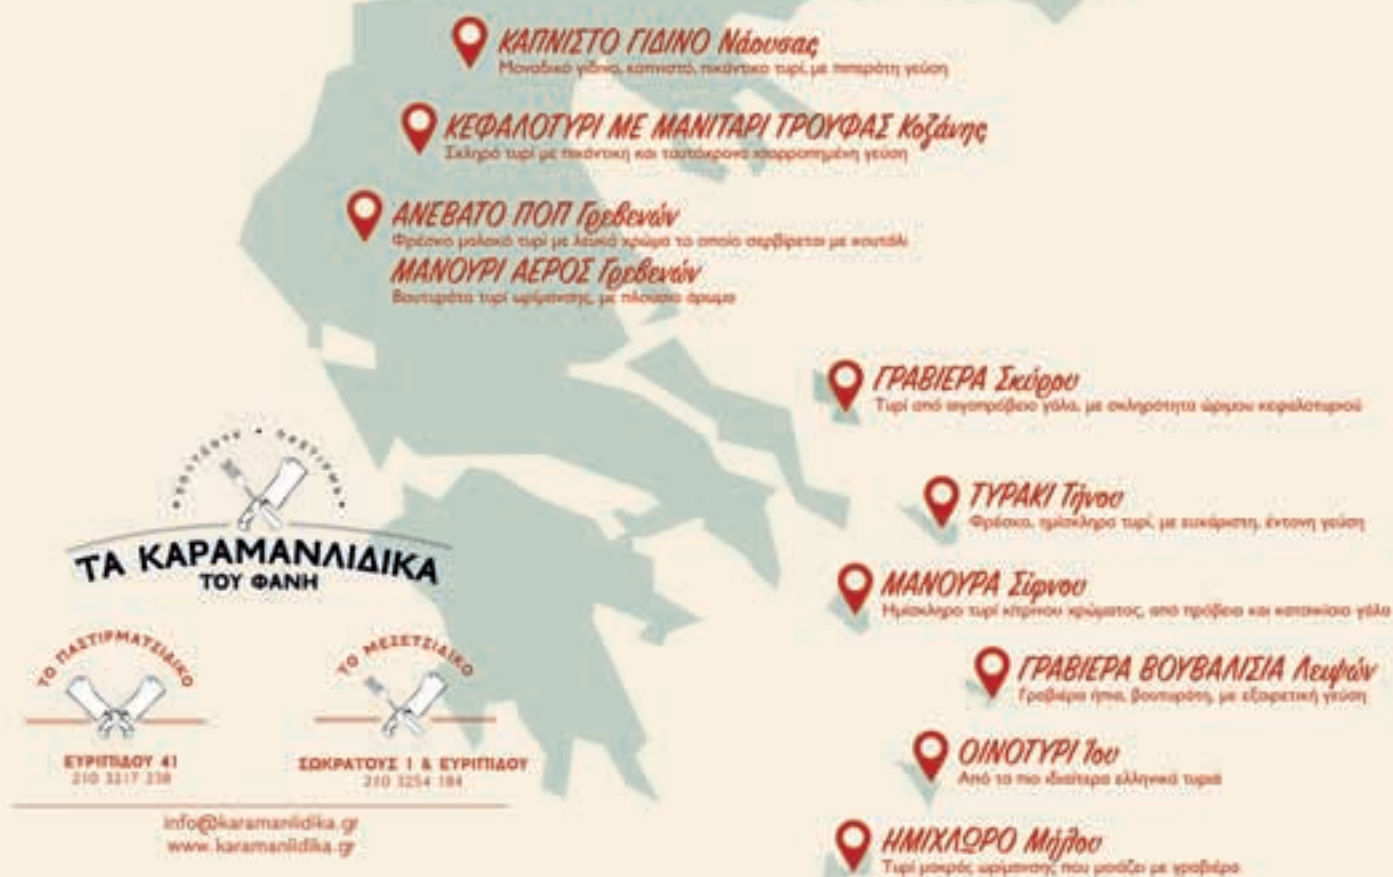 ΚΑΠΝΙΣΤΟ ΓΙΔΙΝΟ Νάουσας
Μοναδικό γιδινό, καπνιστό, πικάντικο τυρί, με πιπεράτη γεύση
ΚΕΦΑΛΟΤΥΡΙ ΜΕ ΜΑΝΙΤΑΡΙ ΤΡΟΥΦΑΣ Κοζάνης
Σκληρό τυρί με πικάντικη και ταυτόχρονα ισορροπημένη γεύση
ΑΝΕΒΑΤΟ ΠΟΠ Γρεβενών
Φρέσκο μαλακό τυρί με λευκό χρώμα το οποίο σερβίρεται με κουτάλι
ΜΑΝΟΥΡΙ ΑΕΡΟΣ Γρεβενών
Βουτυράτο τυρί ωρίμανσης, με πλούσιο άρωμα
ΓΡΑΒΙΕΡΑ Σκύρου
Τυρί από αιγοπρόβειο γάλα, με σκληρότητα ώριμου κεφαλοτυριού
ΤΥΡΑΚΙ Τήνου
Φρέσκο, ημίσκληρο τυρί, με ευχάριστη, έντονη γεύση
ΜΑΝΟΥΡΑ Σίφνου
Ημίσκληρο τυρί κίτρινου χρώματος, από πρόβειο και κατσικίσιο γάλα
ΓΡΑΒΙΕΡΑ ΒΟΥΒΑΛΙΣΙΑ Λειψών
Γραβιέρα ήπια, βουτυράτη, με εξαιρετική γεύση
ΟΙΝΟΤΥΡΙ Ίου
Από τα πιο ιδιαίτερα ελληνικά τυριά
ΗΜΙΧΛΩΡΟ Μήλου
Τυρί μακράς ωρίμανσης που μοιάζει με γραβιέρα
ΤΑ ΚΑΡΑΜΑΝΛΙΔΙΚΑ
ΤΟΥ ΦΑΝΗ
ΤΟ ΠΑΣΤΙΡΜΑΤΣΙΔΙΚΟ
ΕΥΡΙΠΙΔΟΥ 41
210 3217 238
ΤΟ ΜΕΖΕΤΖΙΔΙΚΟ
ΣΩΚΡΑΤΟΥΣ 1 & ΕΥΡΙΠΙΔΟΥ
210 3254 184
info@karamanlidika.gr
www.karamanlidika.gr